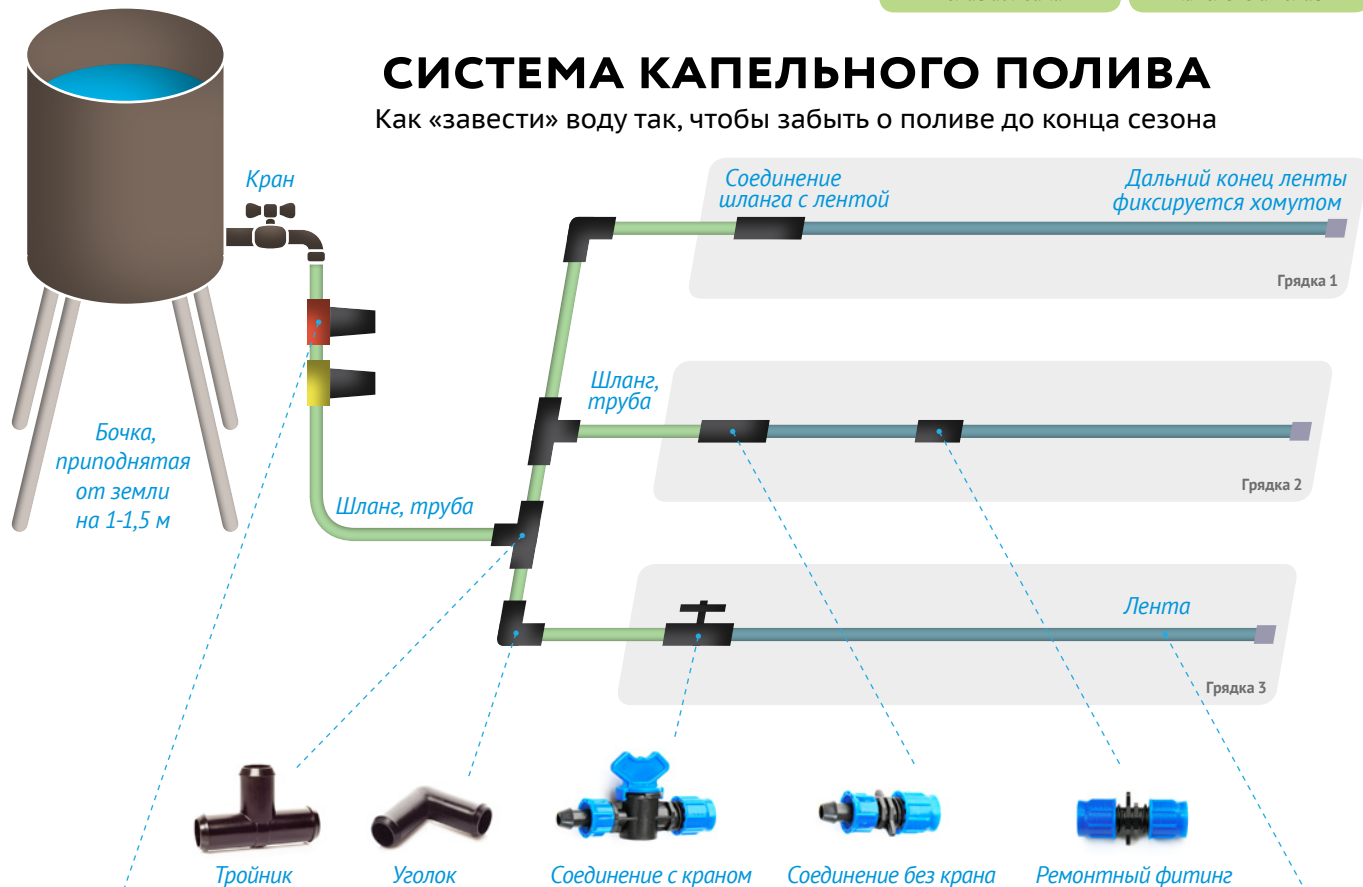 СИСТЕМА КАПЕЛЬНОГО ПОЛИВА
Как «завести» воду так, чтобы забыть о поливе до конца сезона
Кран
Соединение
шланга с лентой
Дальний конец ленты
фиксируется хомутом
Грядка 1
Шланг,
труба
Бочка,
приподнятая
от земли
на 1-1,5 м
Грядка 2
Шланг, труба
Лента
Грядка 3
Тройник
Уголок
Соединение с краном
Соединение без крана
Ремонтный фитинг